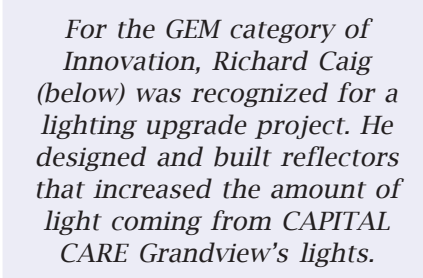 For the GEM category of
Innovation, Richard Caig
(below) was recognized for a
lighting upgrade project. He
designed and built reflectors
that increased the amount of
light coming from CAPITAL
CARE Grandview's lights.